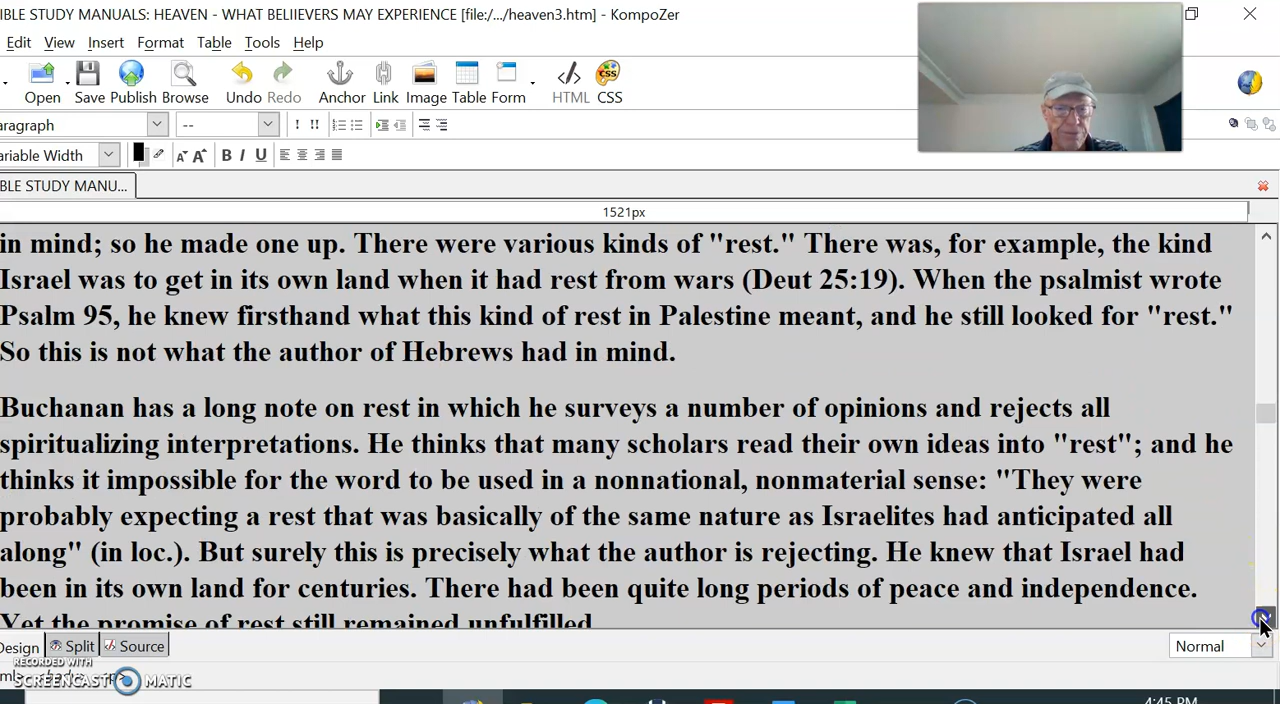 IBLE STUDY MANUALS: HEAVEN - WHAT BELIIEVERS MAY EXPERIENCE [file:/.../heaven3.htm] - KompoZer
Edit View Insert Format Table Tools Help
Open Save Publish Browse Undo Redo Anchor Link Image Table Form HTML CSS
aragraph -- ! !!
ariable Width A A B I U
BLE STUDY MANU...
1521px
in mind; so he made one up. There were various kinds of "rest." There was, for example, the kind
Israel was to get in its own land when it had rest from wars (Deut 25:19). When the psalmist wrote
Psalm 95, he knew firsthand what this kind of rest in Palestine meant, and he still looked for "rest."
So this is not what the author of Hebrews had in mind.
Buchanan has a long note on rest in which he surveys a number of opinions and rejects all
spiritualizing interpretations. He thinks that many scholars read their own ideas into "rest"; and he
thinks it impossible for the word to be used in a nonnational, nonmaterial sense: "They were
probably expecting a rest that was basically of the same nature as Israelites had anticipated all
along" (in loc.). But surely this is precisely what the author is rejecting. He knew that Israel had
been in its own land for centuries. There had been quite long periods of peace and independence.
Yet the promise of rest still remained unfulfilled
Design Split Source Normal
RECORDED WITH
SCREENCAST MATIC
4:45 PM